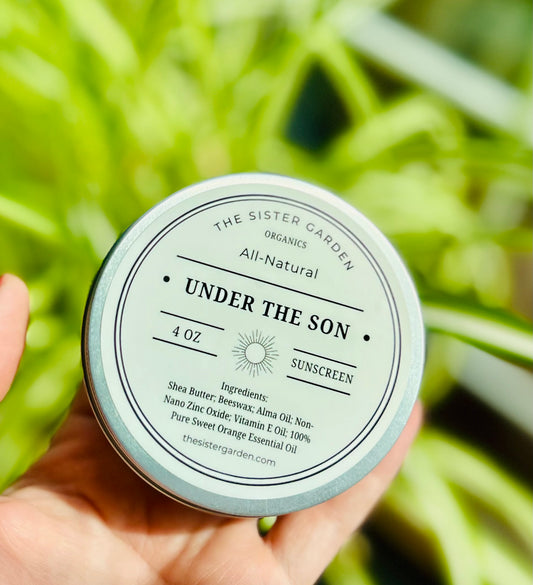 THE SISTER GARDEN
ORGANICS
All-Natural
• UNDER THE SON •
4 OZ
SUNSCREEN
Ingredients:
Shea Butter; Beeswax; Alma Oil; Non-
Nano Zinc Oxide; Vitamin E Oil; 100%
Pure Sweet Orange Essential Oil
thesistergarden.com